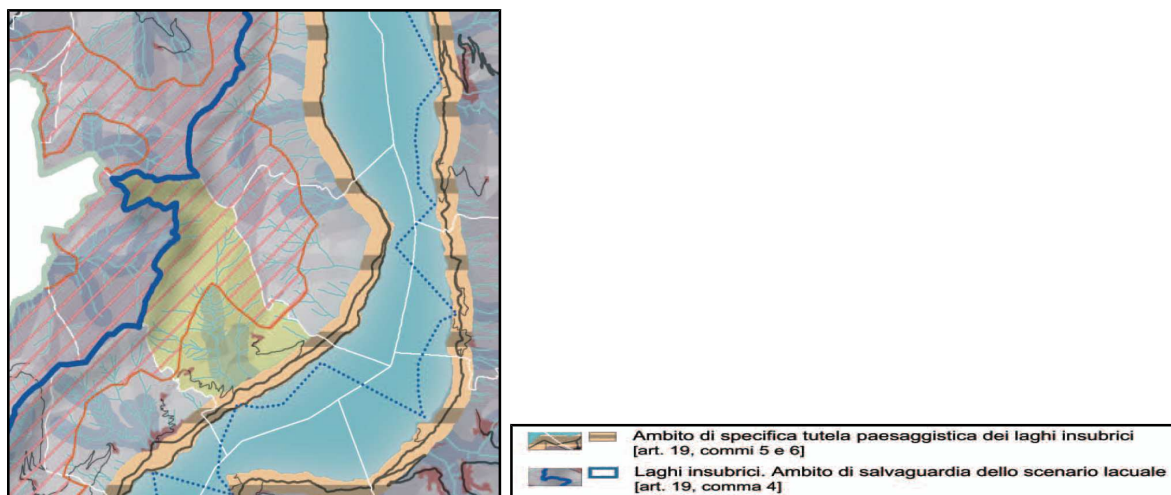 Ambito di specifica tutela paesaggistica dei laghi insubrici
[art. 19, commi 5 e 6]
Laghi insubrici. Ambito di salvaguardia dello scenario lacuale
[art. 19, comma 4]